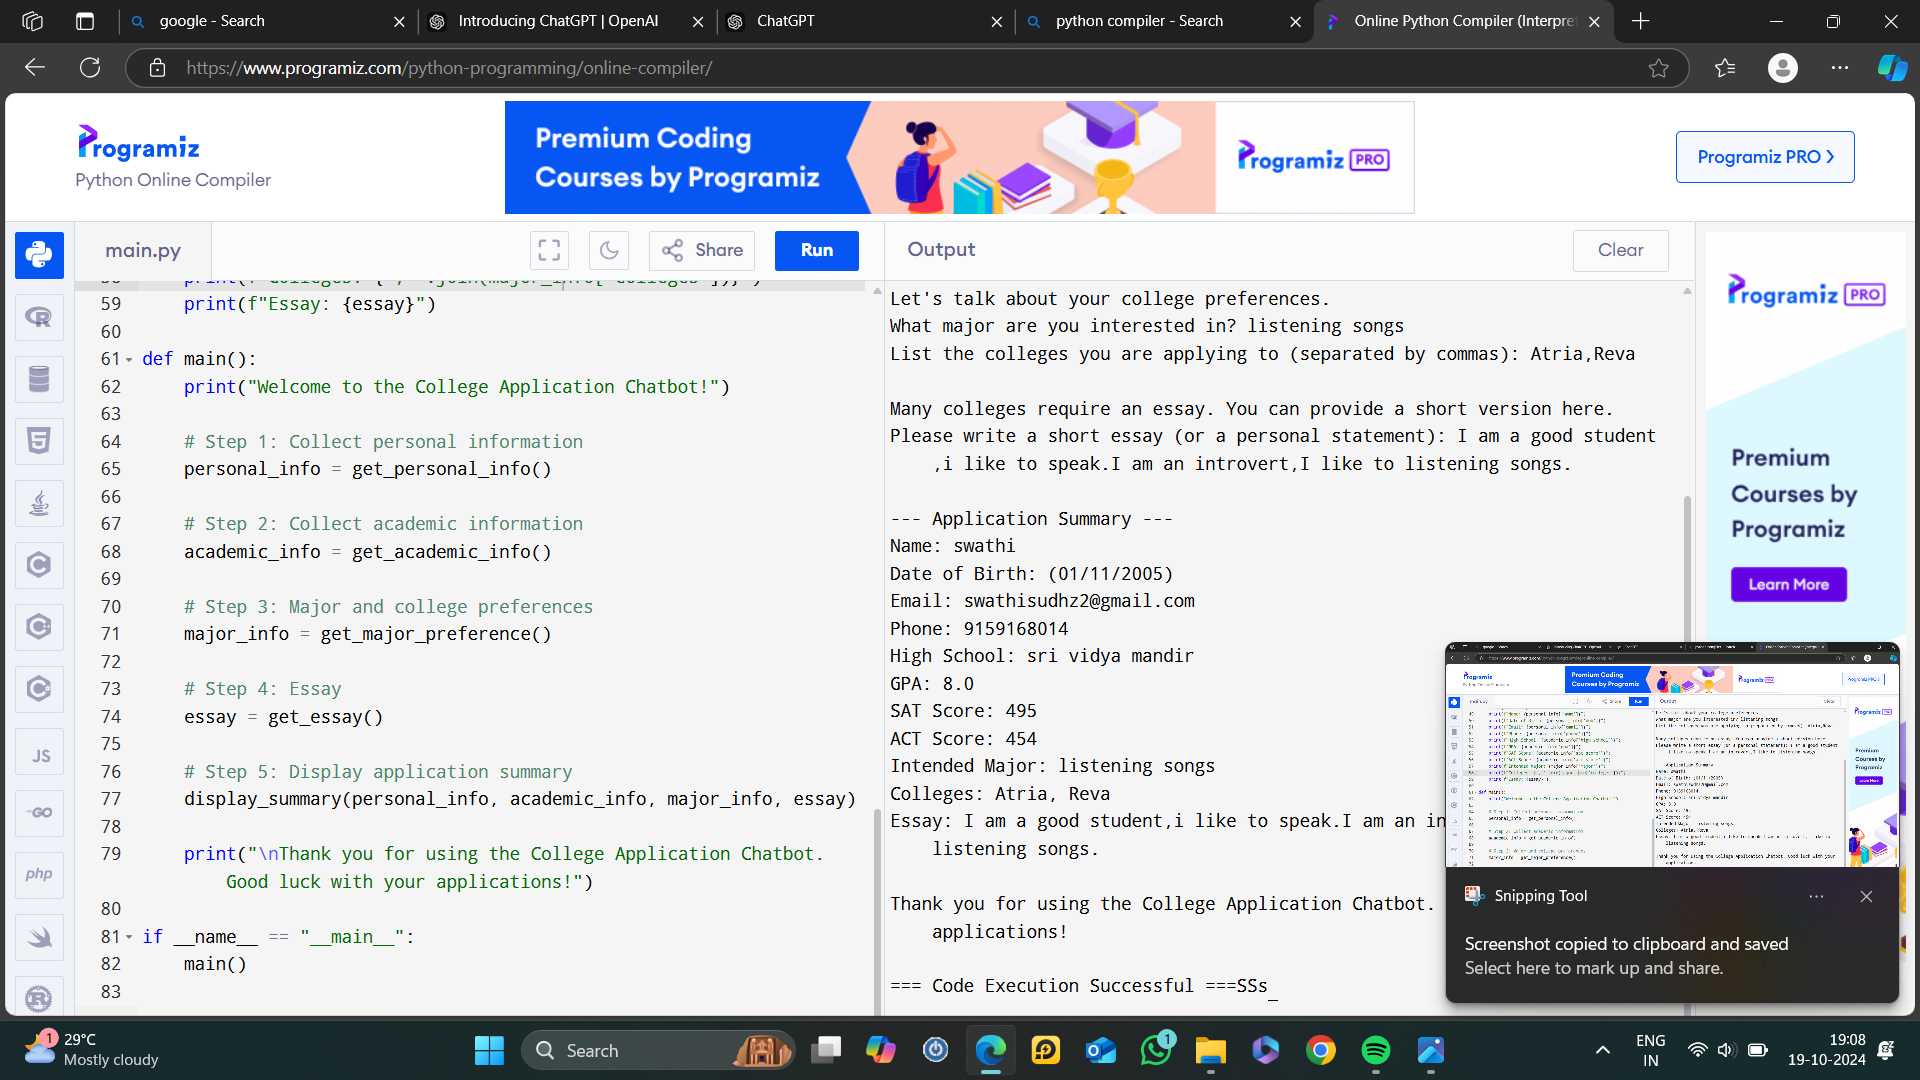 google - Search
Introducing ChatGPT | OpenAI
ChatGPT
python compiler - Search
Online Python Compiler (Interpret
https://www.programiz.com/python-programming/online-compiler/
Programiz
Python Online Compiler
Premium Coding
Courses by Programiz
Programiz PRO
Programiz PRO
main.py
Share
Run
Output
Clear
59 print(f"Essay: {essay}")
60
61 def main():
62 print("Welcome to the College Application Chatbot!")
63
64 # Step 1: Collect personal information
65 personal_info = get_personal_info()
66
67 # Step 2: Collect academic information
68 academic_info = get_academic_info()
69
70 # Step 3: Major and college preferences
71 major_info = get_major_preference()
72
73 # Step 4: Essay
74 essay = get_essay()
75
76 # Step 5: Display application summary
77 display_summary(personal_info, academic_info, major_info, essay)
78
79 print("\nThank you for using the College Application Chatbot.
Good luck with your applications!")
80
81 if __name__ == "__main__":
82 main()
83
Let's talk about your college preferences.
What major are you interested in? listening songs
List the colleges you are applying to (separated by commas): Atria,Reva
Many colleges require an essay. You can provide a short version here.
Please write a short essay (or a personal statement): I am a good student
,i like to speak.I am an introvert,I like to listening songs.
--- Application Summary ---
Name: swathi
Date of Birth: (01/11/2005)
Email: swathisudhz2@gmail.com
Phone: 9159168014
High School: sri vidya mandir
GPA: 8.0
SAT Score: 495
ACT Score: 454
Intended Major: listening songs
Colleges: Atria, Reva
Essay: I am a good student,i like to speak.I am an in
listening songs.
Thank you for using the College Application Chatbot.
applications!
=== Code Execution Successful ===SSs_
Programiz PRO
Premium
Courses by
Programiz
Learn More
Snipping Tool
Screenshot copied to clipboard and saved
Select here to mark up and share.
JS
GO
php
1
29°C
Mostly cloudy
Search
1
ENG
IN
19:08
19-10-2024